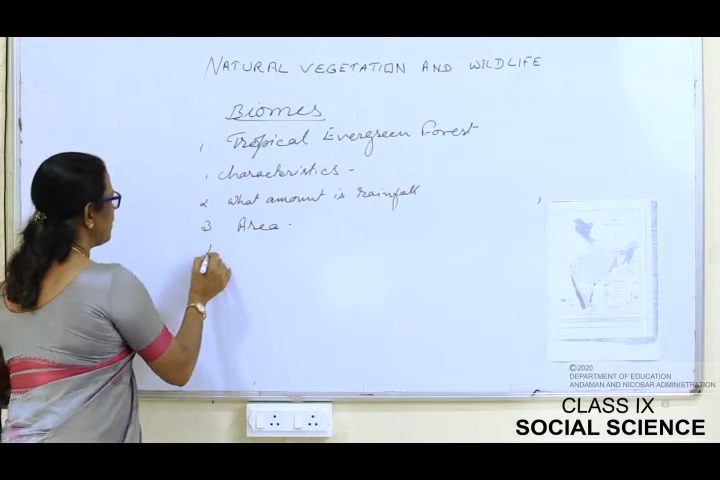 NATURAL VEGETATION AND WILDLIFE
Biomes
1. Tropical Evergreen Forest
1 characteristics -
2. What amount is rainfall
3 Area -
©2020
DEPARTMENT OF EDUCATION
ANDAMAN AND NICOBAR ADMINISTRATION
CLASS IX
SOCIAL SCIENCE